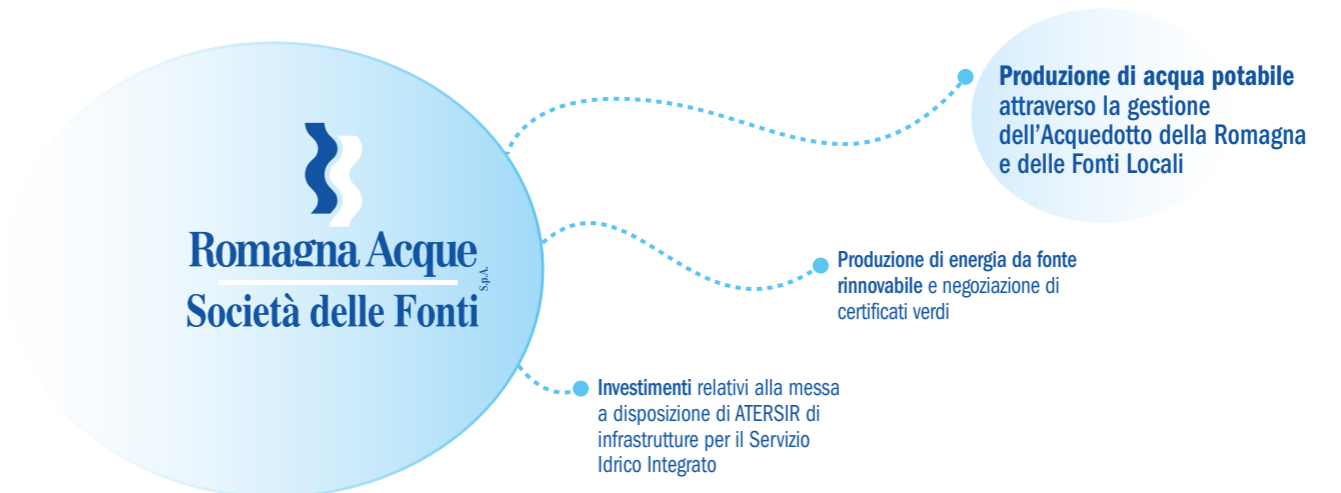 Romagna Acque
S.p.A.
Società delle Fonti
Produzione di acqua potabile
attraverso la gestione
dell'Acquedotto della Romagna
e delle Fonti Locali
Produzione di energia da fonte
rinnovabile e negoziazione di
certificati verdi
Investimenti relativi alla messa
a disposizione di ATERSIR di
infrastrutture per il Servizio
Idrico Integrato